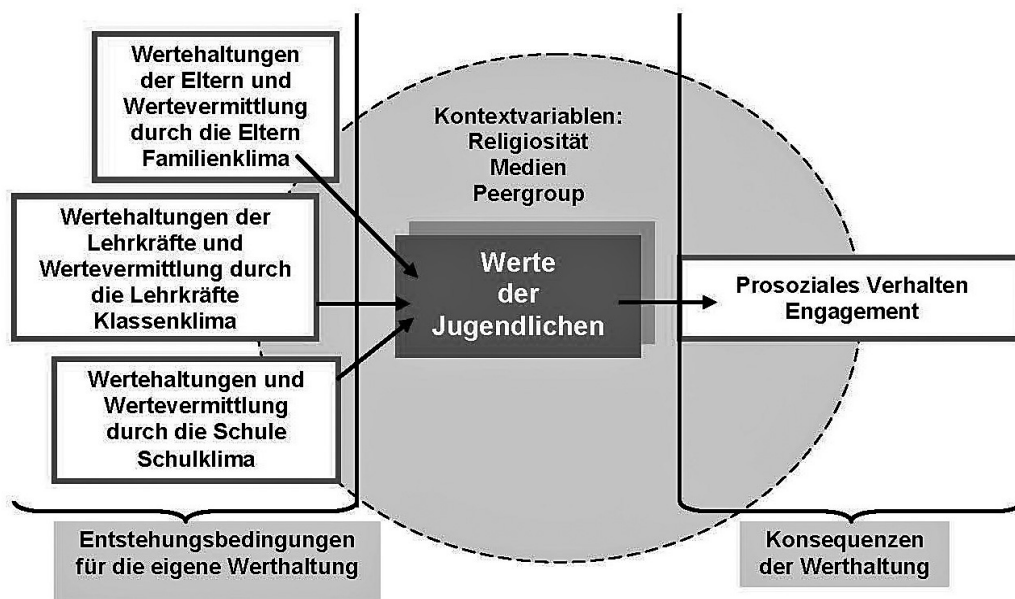 Wertehaltungen
der Eltern und
Wertevermittlung
durch die Eltern
Familienklima
Wertehaltungen der
Lehrkräfte und
Wertevermittlung durch
die Lehrkräfte
Klassenklima
Wertehaltungen und
Wertevermittlung
durch die Schule
Schulklima
Kontextvariablen:
Religiosität
Medien
Peergroup
Werte
der
Jugendlichen
Prosoziales Verhalten
Engagement
Entstehungsbedingungen
für die eigene Werthaltung
Konsequenzen
der Werthaltung